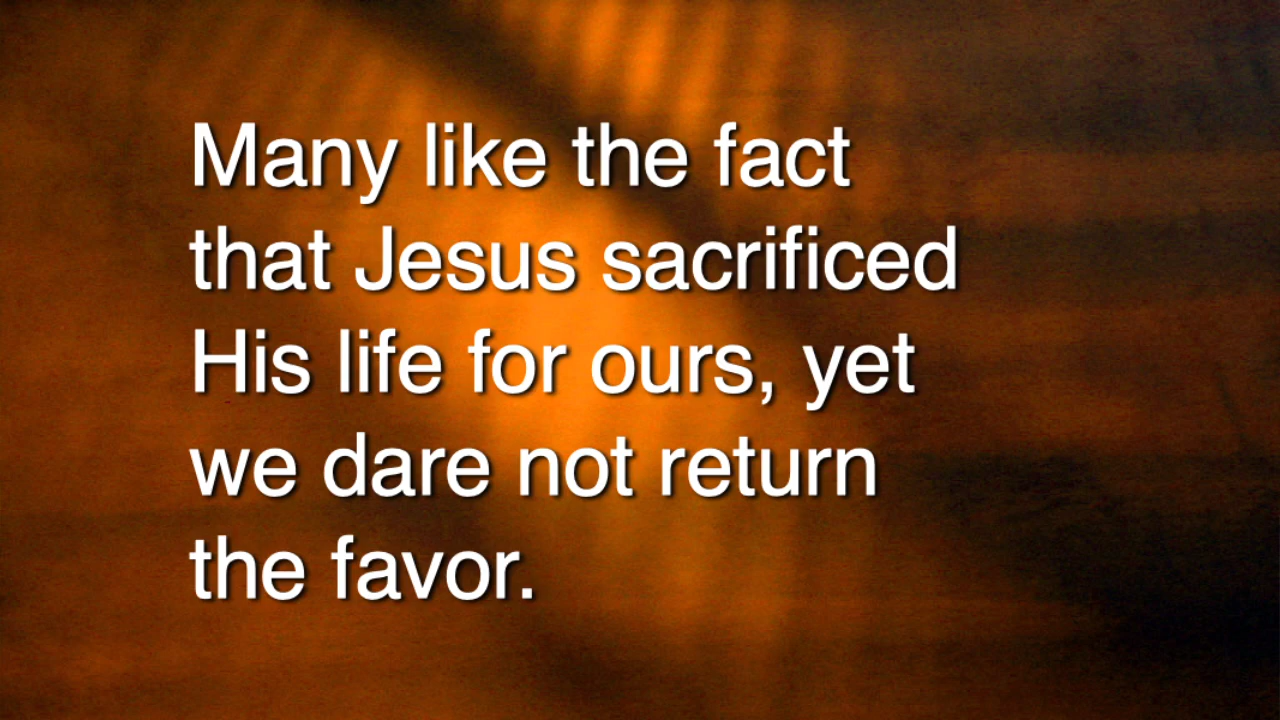 Many like the fact
that Jesus sacrificed
His life for ours, yet
we dare not return
the favor.